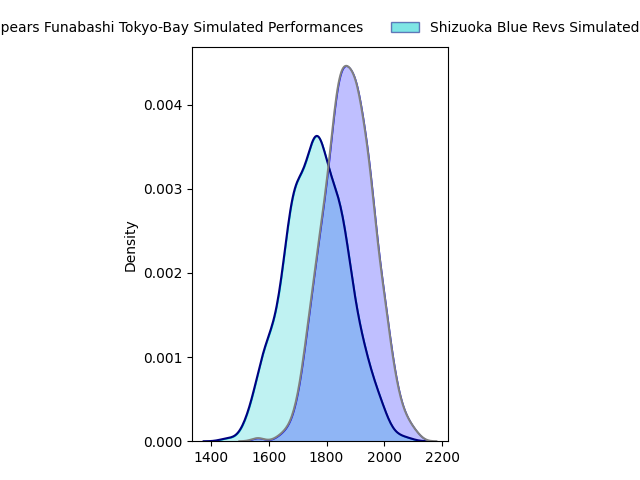 pears Funabashi Tokyo-Bay Simulated Performances Shizuoka Blue Revs Simulated
Density
0.004
0.003
0.002
0.001
0.000
1400 1600 1800 2000 2200